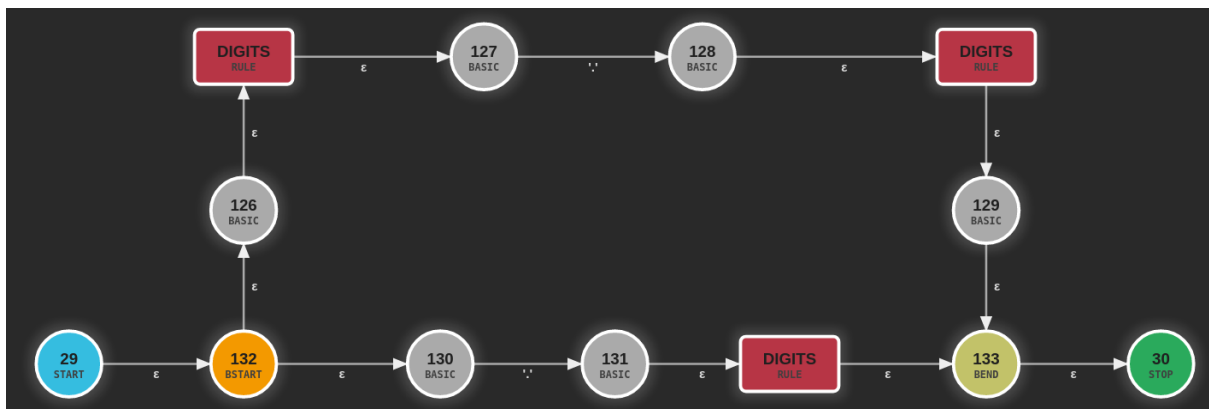 DIGITS
RULE
ε
127
BASIC
'.'
128
BASIC
ε
DIGITS
RULE
ε
ε
126
BASIC
129
BASIC
ε
ε
29
START
ε
132
BSTART
ε
130
BASIC
'.'
131
BASIC
ε
DIGITS
RULE
ε
133
BEND
ε
30
STOP